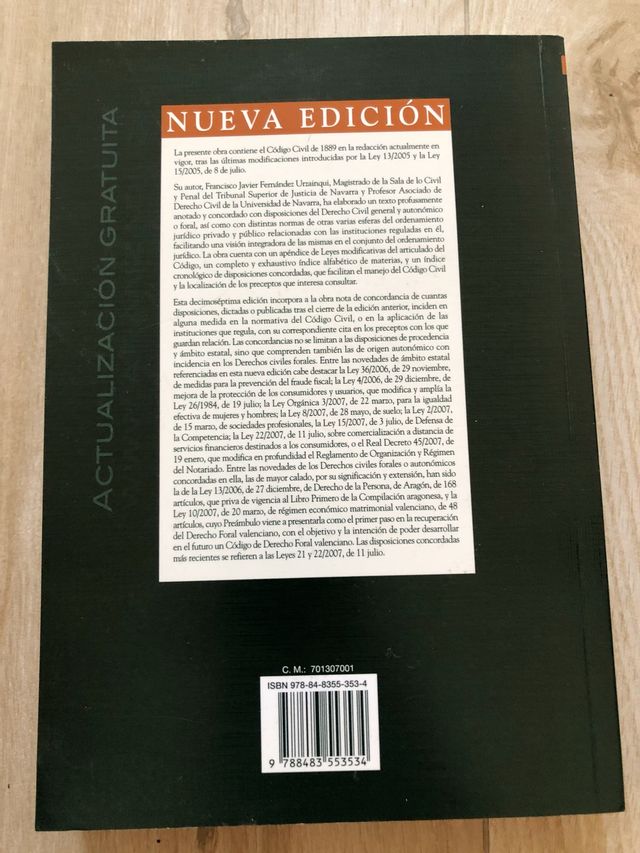 ACTUALIZACIÓN GRATUITA
NUEVA EDICIÓN
La presente obra contiene el Código Civil de 1889 en la redacción actualmente en
vigor, tras las últimas modificaciones introducidas por la Ley 13/2005 y la Ley
15/2005, de 8 de julio.
Su autor, Francisco Javier Fernández Urzainqui, Magistrado de la Sala de lo Civil
y Penal del Tribunal Superior de Justicia de Navarra y Profesor Asociado de
Derecho Civil de la Universidad de Navarra, ha elaborado un texto profusamente
anotado y concordado con disposiciones del Derecho Civil general y autonómico
o foral, así como con distintas normas de otras varias esferas del ordenamiento
jurídico privado y público relacionadas con las instituciones reguladas en él,
facilitando una visión integradora de las mismas en el conjunto del ordenamiento
jurídico. La obra cuenta con un apéndice de Leyes modificativas del articulado del
Código, un completo y exhaustivo índice alfabético de materias, y un índice
cronológico de disposiciones concordadas, que facilitan el manejo del Código Civil
y la localización de los preceptos que interesa consultar.
Esta decimoséptima edición incorpora a la obra nota de concordancia de cuantas
disposiciones, dictadas o publicadas tras el cierre de la edición anterior, inciden en
alguna medida en la normativa del Código Civil, o en la aplicación de las
instituciones que regula, con su correspondiente cita en los preceptos con los que
guardan relación. Las concordancias no se limitan a las disposiciones de procedencia
y ámbito estatal, sino que comprenden también las de origen autonómico con
incidencia en los Derechos civiles forales. Entre las novedades de ámbito estatal
referenciadas en esta nueva edición cabe destacar la Ley 36/2006, de 29 noviembre,
de medidas para la prevención del fraude fiscal; la Ley 4/2006, de 29 diciembre, de
mejora de la protección de los consumidores y usuarios, que modifica y amplía la
Ley 26/1984, de 19 julio; la Ley Orgánica 3/2007, de 22 marzo, para la igualdad
efectiva de mujeres y hombres; la Ley 8/2007, de 28 mayo, de suelo; la Ley 2/2007,
de 15 marzo, de sociedades profesionales, la Ley 15/2007, de 3 julio, de Defensa de
la Competencia; la Ley 22/2007, de 11 julio, sobre comercialización a distancia de
servicios financieros destinados a los consumidores, o el Real Decreto 45/2007, de
19 enero, que modifica en profundidad el Reglamento de Organización y Régimen
del Notariado. Entre las novedades de los Derechos civiles forales o autonómicos
concordadas en ella, las de mayor calado, por su significación y extensión, han sido
la de la Ley 13/2006, de 27 diciembre, de Derecho de la Persona, de Aragón, de 168
artículos, que priva de vigencia al Libro Primero de la Compilación aragonesa, y la
Ley 10/2007, de 20 marzo, de régimen económico matrimonial valenciano, de 48
artículos, cuyo Preámbulo viene a presentarla como el primer paso en la recuperación
del Derecho Foral valenciano, con el objetivo y la intención de poder desarrollar
en el futuro un Código de Derecho Foral valenciano. Las disposiciones concordadas
más recientes se refieren a las Leyes 21 y 22/2007, de 11 julio.
C. M.: 701307001
ISBN 978-84-8355-353-4
9 788483 553534